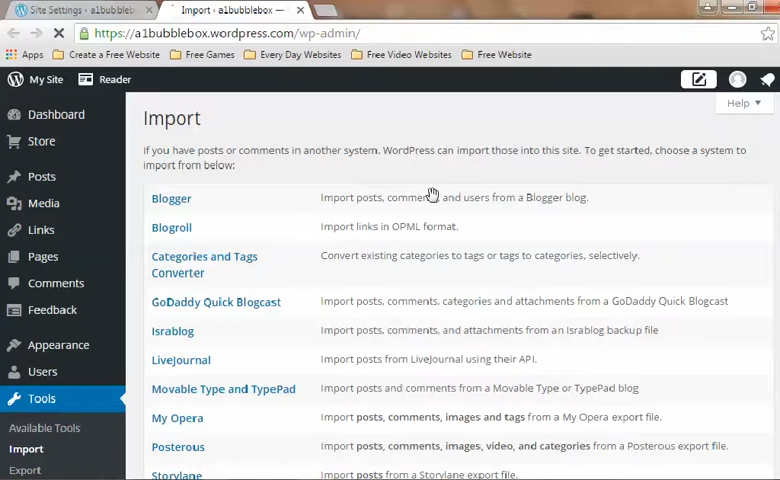 Site Settings ‹ a1bubblebox
Import ‹ a1bubblebox —
https://a1bubblebox.wordpress.com/wp-admin/
Apps Create a Free Website Free Games Every Day Websites Free Video Websites Free Website
My Site Reader
Help
Dashboard
Store
Posts
Media
Links
Pages
Comments
Feedback
Appearance
Users
Tools
Available Tools
Import
Export
Import
If you have posts or comments in another system, WordPress can import those into this site. To get started, choose a system to
import from below:
Blogger Import posts, comments, and users from a Blogger blog.
Blogroll Import links in OPML format.
Categories and Tags Convert existing categories to tags or tags to categories, selectively.
Converter
GoDaddy Quick Blogcast Import posts, comments, categories and attachments from a GoDaddy Quick Blogcast
Israblog Import posts, comments, and attachments from an Israblog backup file
LiveJournal Import posts from LiveJournal using their API.
Movable Type and TypePad Import posts and comments from a Movable Type or TypePad blog
My Opera Import posts, comments, images and tags from a My Opera export file.
Posterous Import posts, comments, images, video, and categories from a Posterous export file.
Storylane Import posts from a Storylane export file.